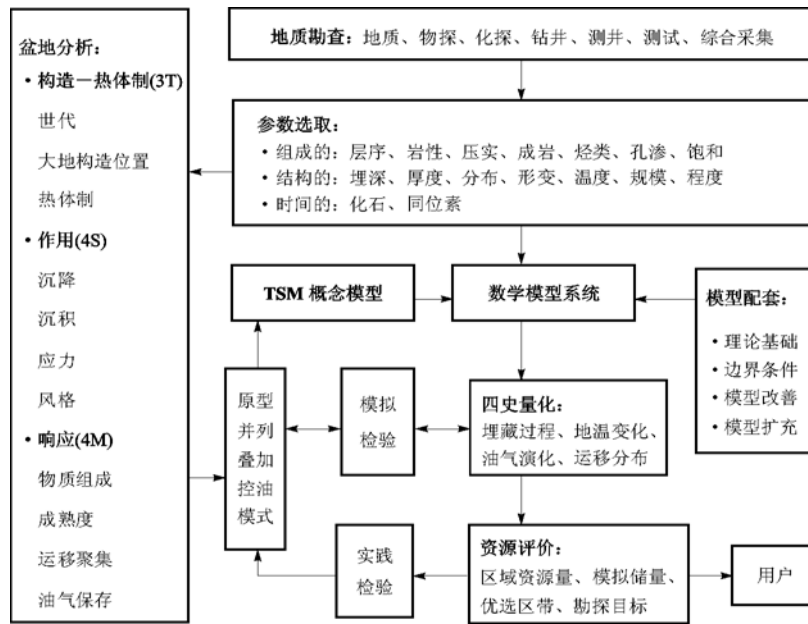 盆地分析：
• 构造—热体制(3T)
世代
大地构造位置
热体制
• 作用(4S)
沉降
沉积
应力
风格
• 响应(4M)
物质组成
成熟度
运移聚集
油气保存
地质勘查：地质、物探、化探、钻井、测井、测试、综合采集
参数选取：
• 组成的：层序、岩性、压实、成岩、烃类、孔渗、饱和
• 结构的：埋深、厚度、分布、形变、温度、规模、程度
• 时间的：化石、同位素
TSM 概念模型
数学模型系统
模型配套：
• 理论基础
• 边界条件
• 模型改善
• 模型扩充
原型
并列
叠加
控油
模式
模拟
检验
四史量化：
埋藏过程、地温变化、
油气演化、运移分布
实践
检验
资源评价：
区域资源量、模拟储量、
优选区带、勘探目标
用户